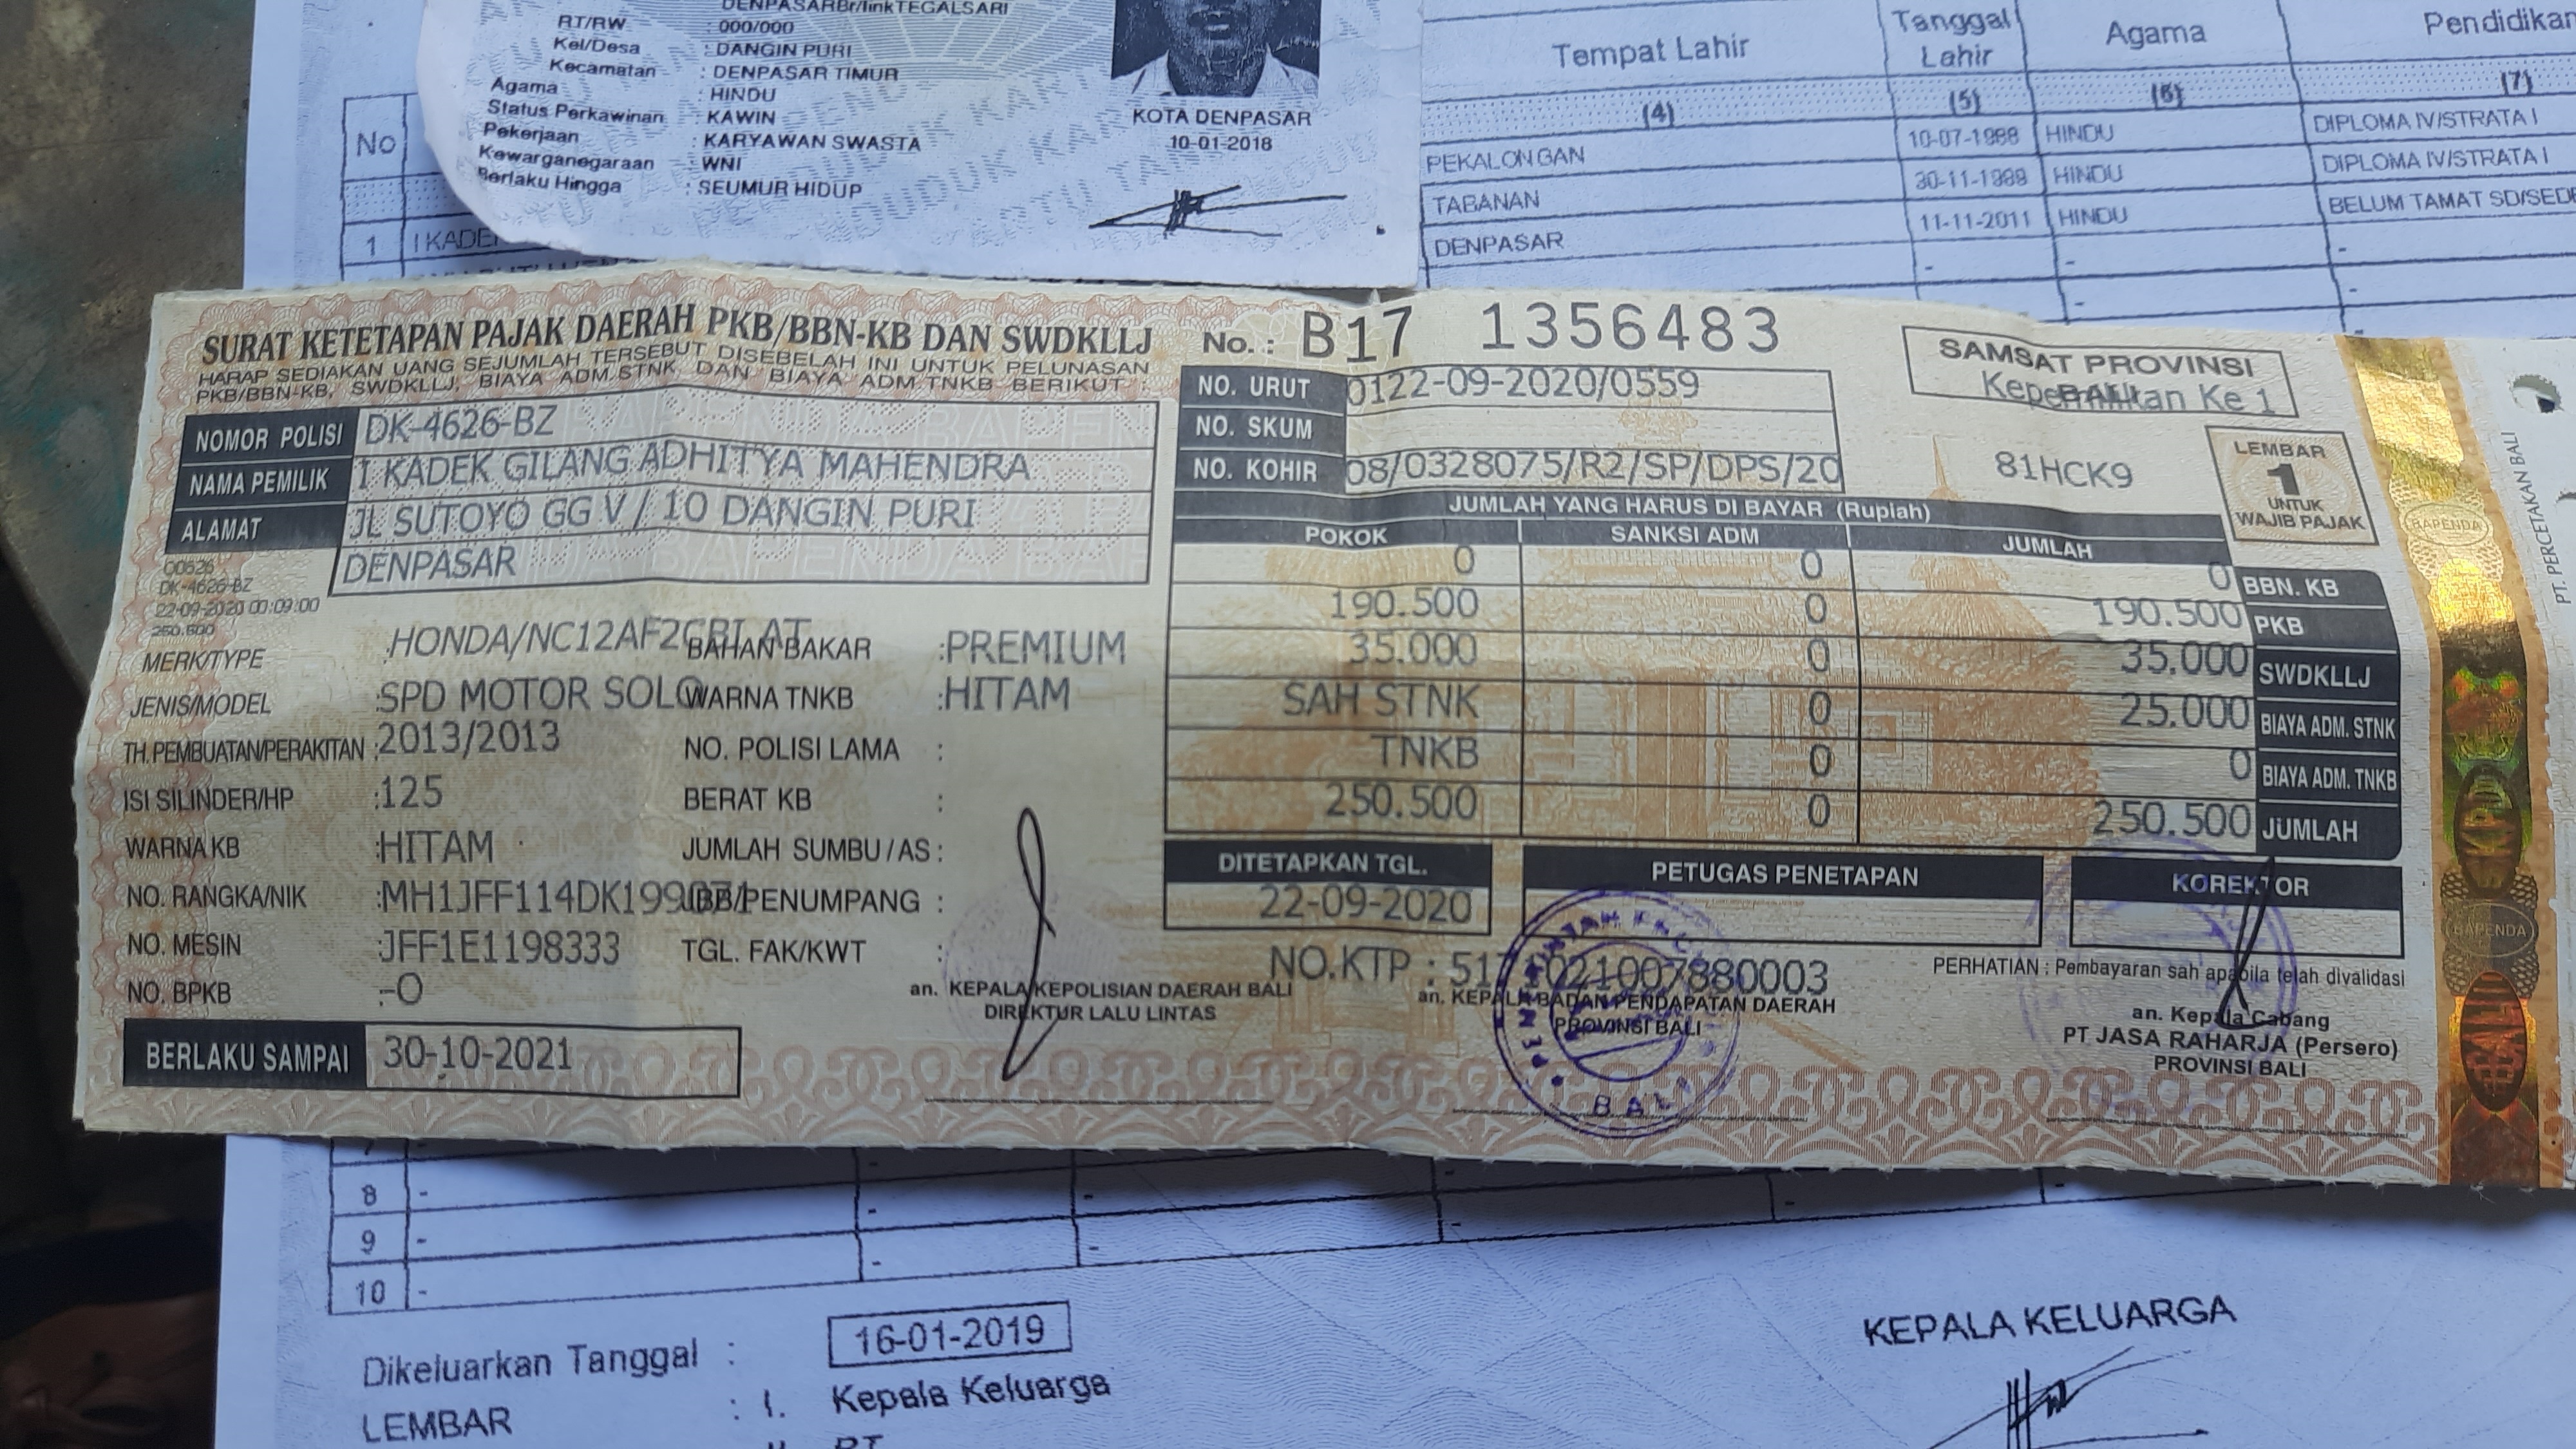 DENPASARBr/linkTEGALSARI
RT/RW : 000/000
Kel/Desa : DANGIN PURI
Kecamatan : DENPASAR TIMUR
Agama : HINDU
Status Perkawinan : KAWIN
Pekerjaan : KARYAWAN SWASTA
Kewarganegaraan : WNI
Berlaku Hingga : SEUMUR HIDUP
KOTA DENPASAR
10-01-2018
No
1 I KADE
Tempat Lahir Tanggal Lahir Agama Pendidika
(4) (5) (6) (7)
PEKALONGAN 10-07-1988 HINDU DIPLOMA IV/STRATA I
TABANAN 30-11-1988 HINDU DIPLOMA IV/STRATA I
DENPASAR 11-11-2011 HINDU BELUM TAMAT SD/SEDE
SURAT KETETAPAN PAJAK DAERAH PKB/BBN-KB DAN SWDKLLJ
HARAP SEDIAKAN UANG SEJUMLAH TERSEBUT DISEBELAH INI UNTUK PELUNASAN
PKB/BBN-KB, SWDKLLJ, BIAYA ADM.STNK DAN BIAYA ADM.TNKB BERIKUT :
NOMOR POLISI DK-4626-BZ
NAMA PEMILIK I KADEK GILANG ADHITYA MAHENDRA
ALAMAT JL SUTOYO GG V / 10 DANGIN PURI
DENPASAR
00526
DK-4626-BZ
22-09-2020 00:09:00
250.500
MERK/TYPE :HONDA/NC12AF2CBI AT
JENIS/MODEL :SPD MOTOR SOLO
TH. PEMBUATAN/PERAKITAN :2013/2013
ISI SILINDER/HP :125
WARNA KB :HITAM
NO. RANGKA/NIK :MH1JFF114DK199071
NO. MESIN :JFF1E1198333
NO. BPKB :-O
BERLAKU SAMPAI 30-10-2021
BAHAN BAKAR :PREMIUM
WARNA TNKB :HITAM
NO. POLISI LAMA :
BERAT KB :
JUMLAH SUMBU / AS :
JBB/PENUMPANG :
TGL. FAK/KWT :
an. KEPALA KEPOLISIAN DAERAH BALI
DIREKTUR LALU LINTAS
No. : B17 1356483
NO. URUT 0122-09-2020/0559
NO. SKUM
NO. KOHIR 08/0328075/R2/SP/DPS/20
SAMSAT PROVINSI
BALI
Kepemilikan Ke 1
81HCK9
LEMBAR
1
UNTUK
WAJIB PAJAK
JUMLAH YANG HARUS DI BAYAR (Rupiah)
POKOK SANKSI ADM JUMLAH
0 0 0 BBN. KB
190.500 0 190.500 PKB
35.000 0 35.000 SWDKLLJ
SAH STNK 0 25.000 BIAYA ADM. STNK
TNKB 0 0 BIAYA ADM. TNKB
250.500 0 250.500 JUMLAH
DITETAPKAN TGL. PETUGAS PENETAPAN KOREKTOR
22-09-2020
NO.KTP : 5171021007880003
an. KEPALA BADAN PENDAPATAN DAERAH
PROVINSI BALI
BALI
PERHATIAN : Pembayaran sah apabila telah divalidasi
an. Kepala Cabang
PT JASA RAHARJA (Persero)
PROVINSI BALI
BAPENDA
SKPD
BAPENDA
BALI
PT. PERCETAKAN BALI
7
8 -
9 -
10 -
Dikeluarkan Tanggal : 16-01-2019
LEMBAR : I. Kepala Keluarga
II. RT
KEPALA KELUARGA